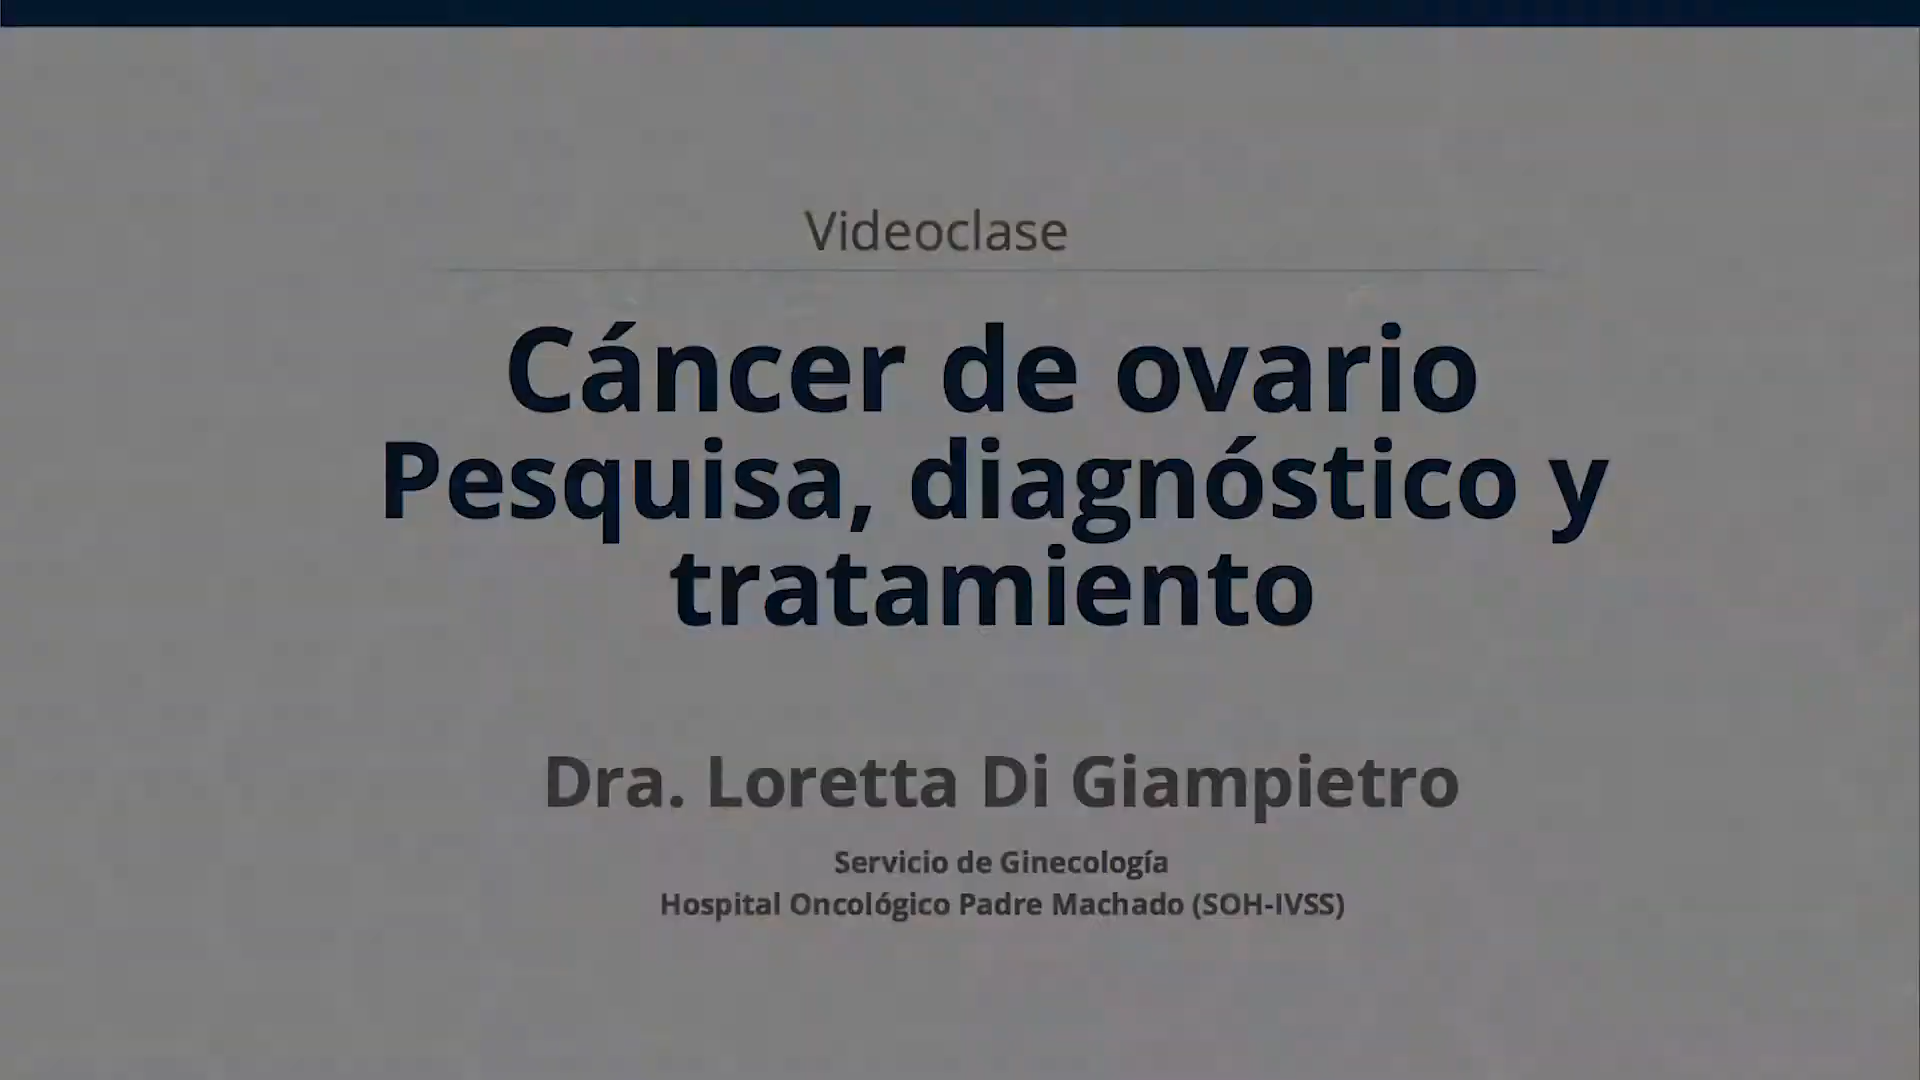 Videoclase
Cáncer de ovario
Pesquisa, diagnóstico y
tratamiento
Dra. Loretta Di Giampietro
Servicio de Ginecología
Hospital Oncológico Padre Machado (SOH-IVSS)